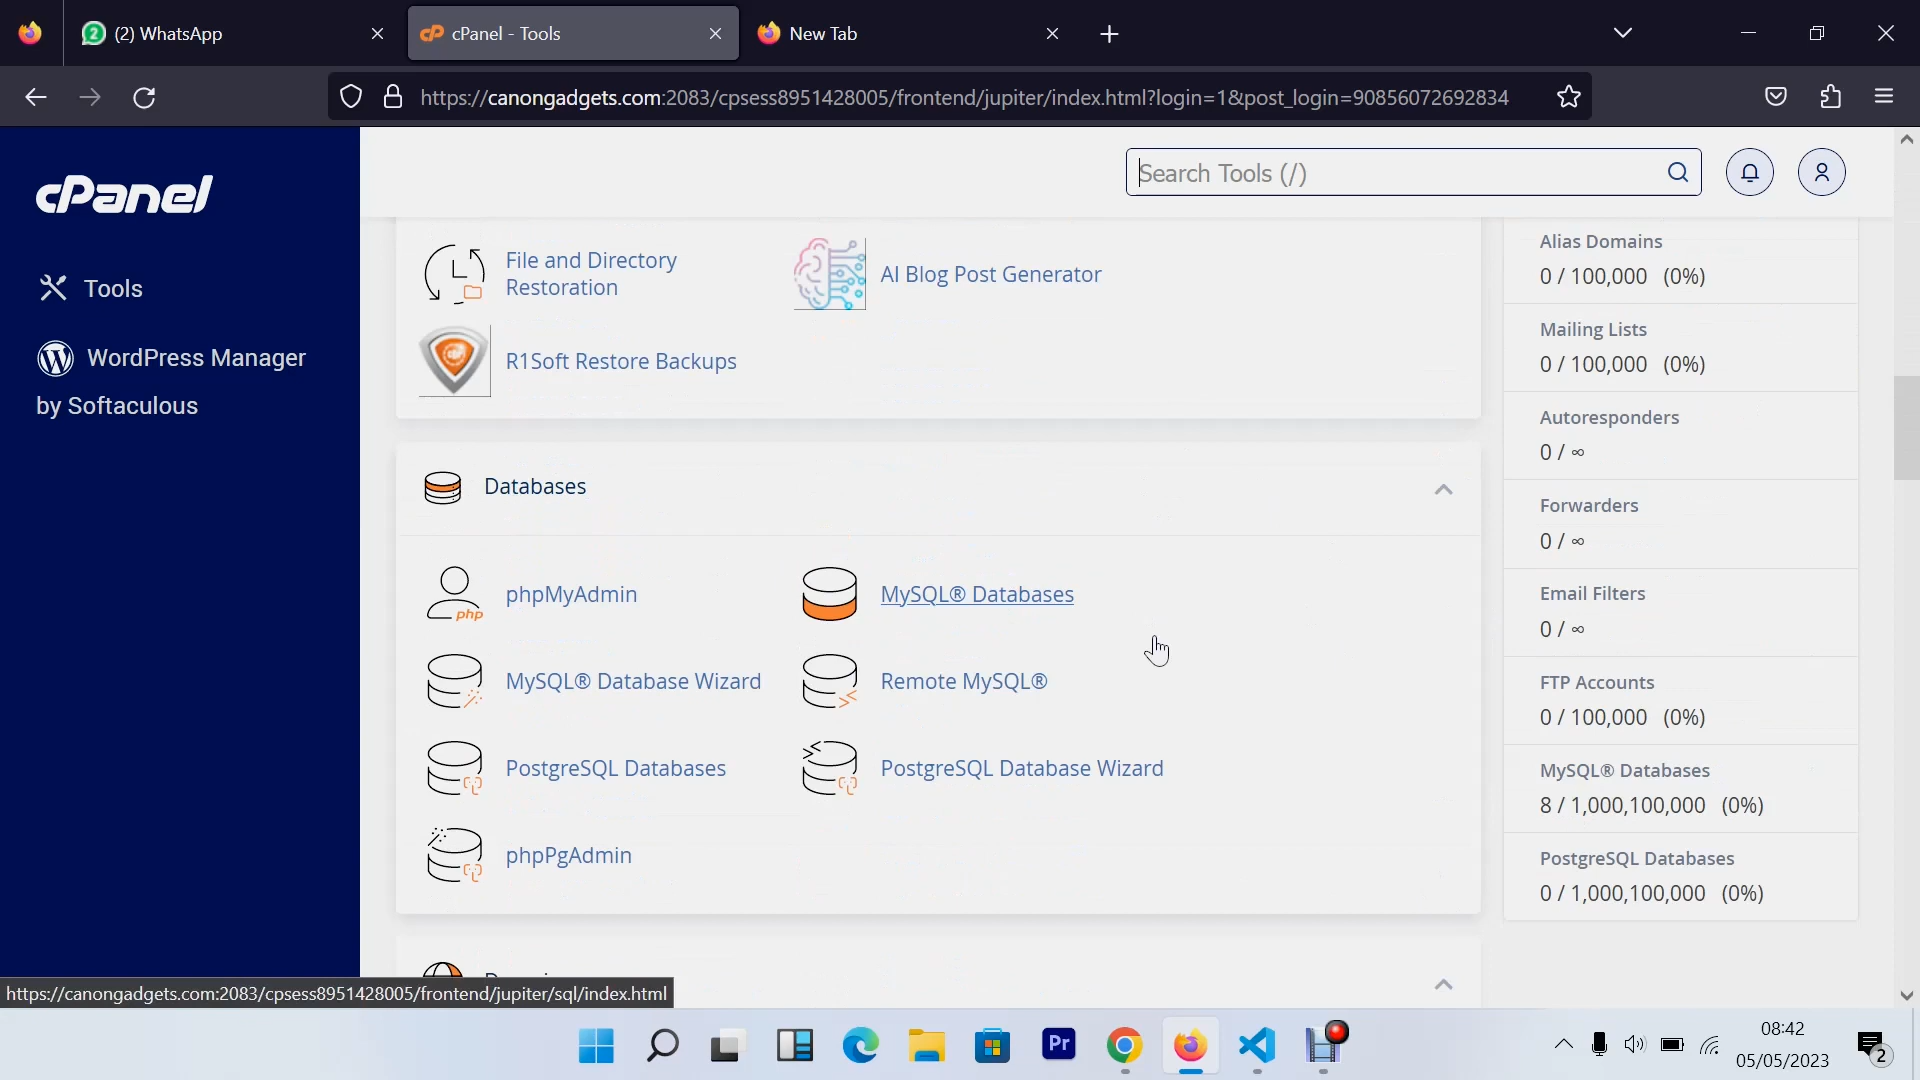 (2) WhatsApp
cPanel - Tools
New Tab
https://canongadgets.com:2083/cpsess8951428005/frontend/jupiter/index.html?login=1&post_login=90856072692834
cPanel
Search Tools (/)
Tools
WordPress Manager
by Softaculous
File and Directory
Restoration
AI Blog Post Generator
R1Soft Restore Backups
Databases
phpMyAdmin
MySQL® Databases
MySQL® Database Wizard
Remote MySQL®
PostgreSQL Databases
PostgreSQL Database Wizard
phpPgAdmin
Alias Domains
0 / 100,000 (0%)
Mailing Lists
0 / 100,000 (0%)
Autoresponders
0 / ∞
Forwarders
0 / ∞
Email Filters
0 / ∞
FTP Accounts
0 / 100,000 (0%)
MySQL® Databases
8 / 1,000,100,000 (0%)
PostgreSQL Databases
0 / 1,000,100,000 (0%)
https://canongadgets.com:2083/cpsess8951428005/frontend/jupiter/sql/index.html
Pr
08:42
05/05/2023
2